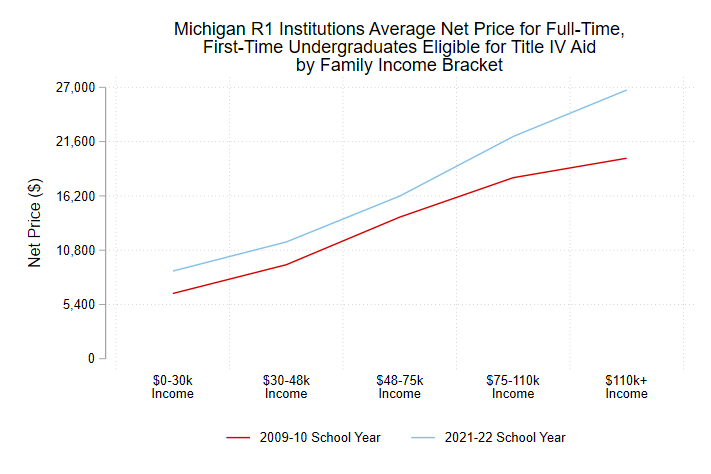 Michigan R1 Institutions Average Net Price for Full-Time,
First-Time Undergraduates Eligible for Title IV Aid
by Family Income Bracket
Net Price ($)
27,000
21,600
16,200
10,800
5,400
0
$0-30k
Income
$30-48k
Income
$48-75k
Income
$75-110k
Income
$110k+
Income
2009-10 School Year
2021-22 School Year